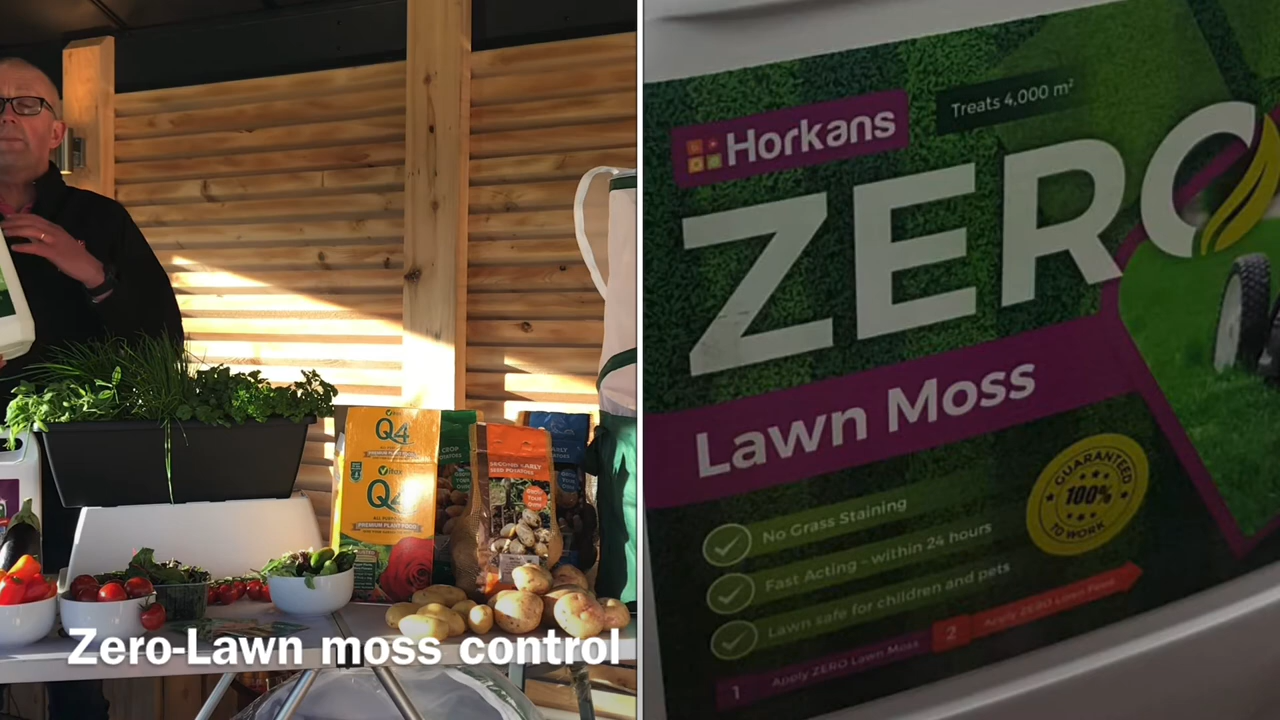 Vitax
Q4
PREMIUM PLANT FOOD
Vitax
Q4
PREMIUM PLANT FOOD
SECOND EARLY
SEED POTATOES
Zero-Lawn moss control
Horkans
Treats 4,000 m²
ZERO
Lawn Moss
No Grass Staining
Fast Acting - within 24 hours
Lawn safe for children and pets
GUARANTEED
100%
TO WORK
1 Apply ZERO Lawn Moss
2 Apply ZERO Lawn Feed